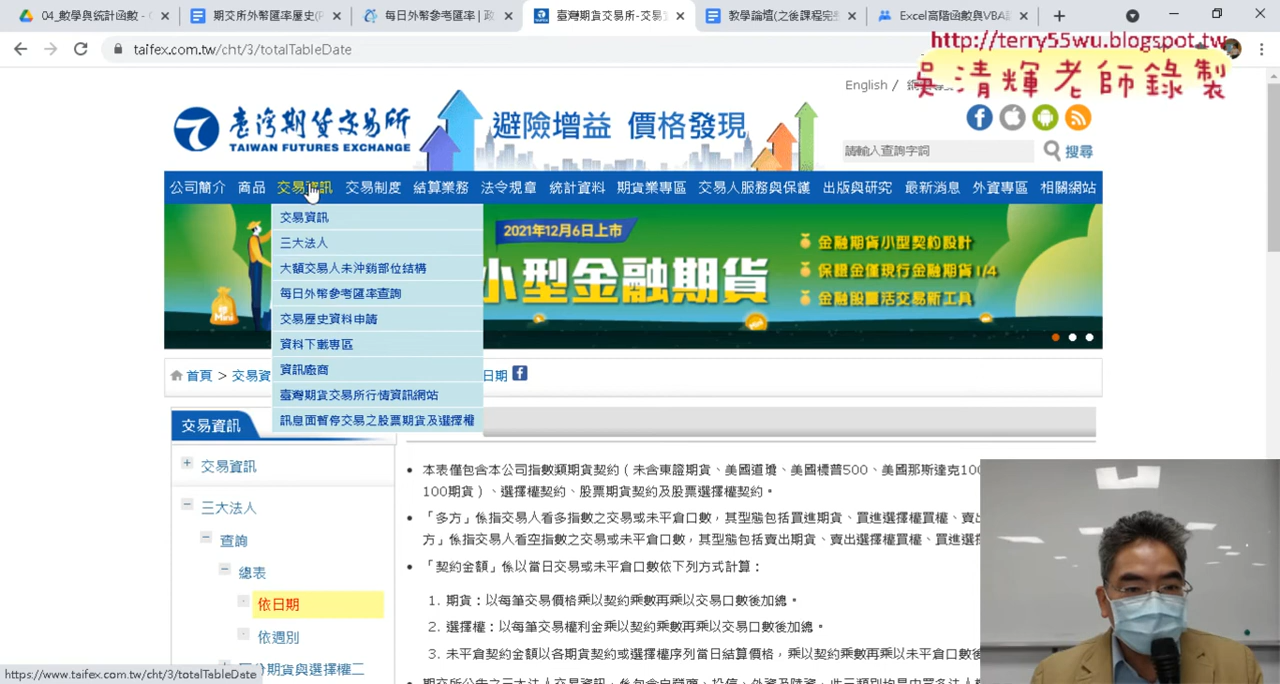 04_數學與統計函數 - G
期交所外幣匯率歷史(F
每日外幣參考匯率 | 政
臺灣期貨交易所-交易
教學論壇(之後課程完
Excel高階函數與VBA
taifex.com.tw/cht/3/totalTableDate
http://terry55wu.blogspot.tw
吳清輝老師錄製
English /
臺灣期貨交易所
TAIWAN FUTURES EXCHANGE
避險增益 價格發現
請輸入查詢字詞
搜尋
公司簡介 商品 交易資訊 交易制度 結算業務 法令規章 統計資料 期貨業專區 交易人服務與保護 出版與研究 最新消息 外資專區 相關網站
交易資訊
三大法人
大額交易人未沖銷部位結構
每日外幣參考匯率查詢
交易歷史資料申請
資料下載專區
資訊廠商
臺灣期貨交易所行情資訊網站
訊息面暫停交易之股票期貨及選擇權
2021年12月6日上市
小型金融期貨
金融期貨小型契約設計
保證金僅現行金融期貨1/4
金融股靈活交易新工具
Mini
首頁 > 交易資
日期
交易資訊
交易資訊
三大法人
查詢
總表
依日期
依週別
區分期貨與選擇權二
本表僅包含本公司指數類期貨契約（未含東證期貨、美國道瓊、美國標普500、美國那斯達克100
100期貨）、選擇權契約、股票期貨契約及股票選擇權契約。
「多方」係指交易人看多指數之交易或未平倉口數，其型態包括買進期貨、買進選擇權買權、賣出
方」係指交易人看空指數之交易或未平倉口數，其型態包括賣出期貨、賣出選擇權買權、買進選
「契約金額」係以當日交易或未平倉口數依下列方式計算：
1. 期貨：以每筆交易價格乘以契約乘數再乘以交易口數後加總。
2. 選擇權：以每筆交易權利金乘以契約乘數再乘以交易口數後加總。
3. 未平倉契約金額以各期貨契約或選擇權序列當日結算價格，乘以契約乘數再乘以未平倉口數後
https://www.taifex.com.tw/cht/3/totalTableDate